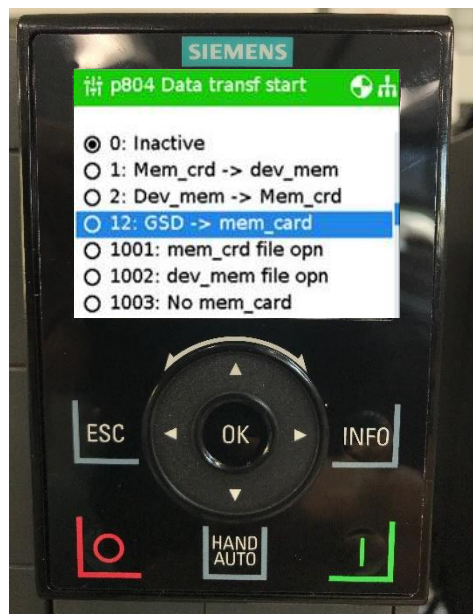 SIEMENS
p804 Data transf start
0: Inactive
1: Mem_crd -> dev_mem
2: Dev_mem -> Mem_crd
12: GSD -> mem_card
1001: mem_crd file opn
1002: dev_mem file opn
1003: No mem_card
ESC
OK
INFO
HAND
AUTO